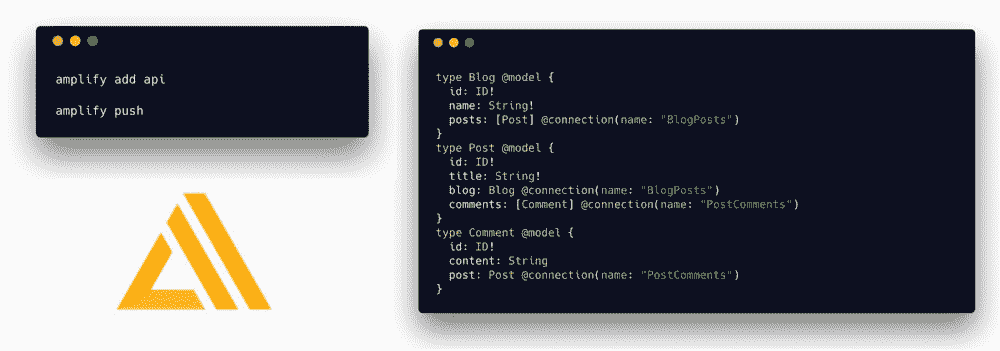 amplify add api
amplify push
type Blog @model {
  id: ID!
  name: String!
  posts: [Post] @connection(name: "BlogPosts")
}
type Post @model {
  id: ID!
  title: String!
  blog: Blog @connection(name: "BlogPosts")
  comments: [Comment] @connection(name: "PostComments")
}
type Comment @model {
  id: ID!
  content: String
  post: Post @connection(name: "PostComments")
}